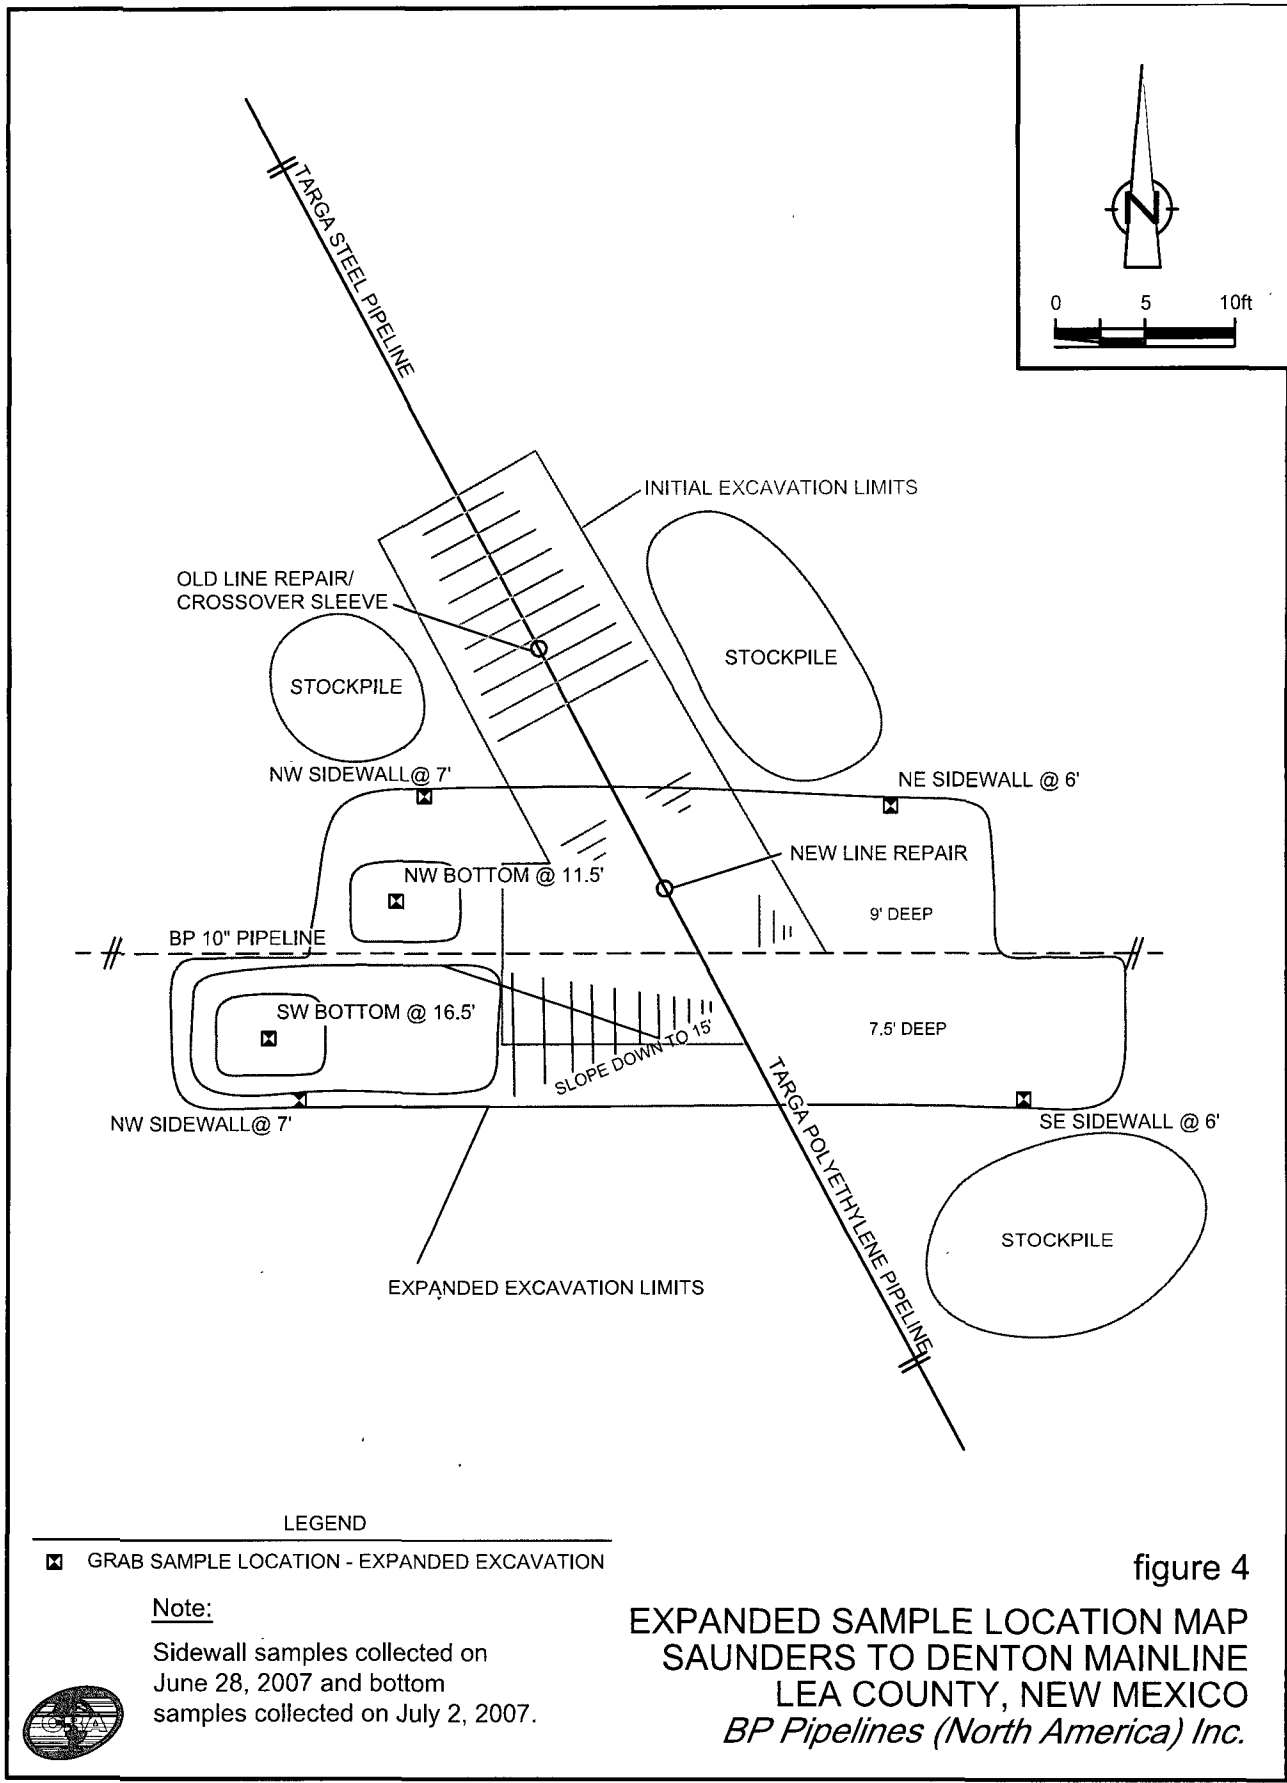 N
0 5 10ft
TARGA STEEL PIPELINE
INITIAL EXCAVATION LIMITS
OLD LINE REPAIR/
CROSSOVER SLEEVE
STOCKPILE
STOCKPILE
NW SIDEWALL@ 7'
NE SIDEWALL @ 6'
NEW LINE REPAIR
NW BOTTOM @ 11.5'
9' DEEP
BP 10" PIPELINE
SW BOTTOM @ 16.5'
7.5' DEEP
SLOPE DOWN TO 15'
NW SIDEWALL@ 7'
SE SIDEWALL @ 6'
TARGA POLYETHYLENE PIPELINE
STOCKPILE
EXPANDED EXCAVATION LIMITS
LEGEND
GRAB SAMPLE LOCATION - EXPANDED EXCAVATION
Note:
Sidewall samples collected on
June 28, 2007 and bottom
samples collected on July 2, 2007.
CRA
figure 4
EXPANDED SAMPLE LOCATION MAP
SAUNDERS TO DENTON MAINLINE
LEA COUNTY, NEW MEXICO
BP Pipelines (North America) Inc.